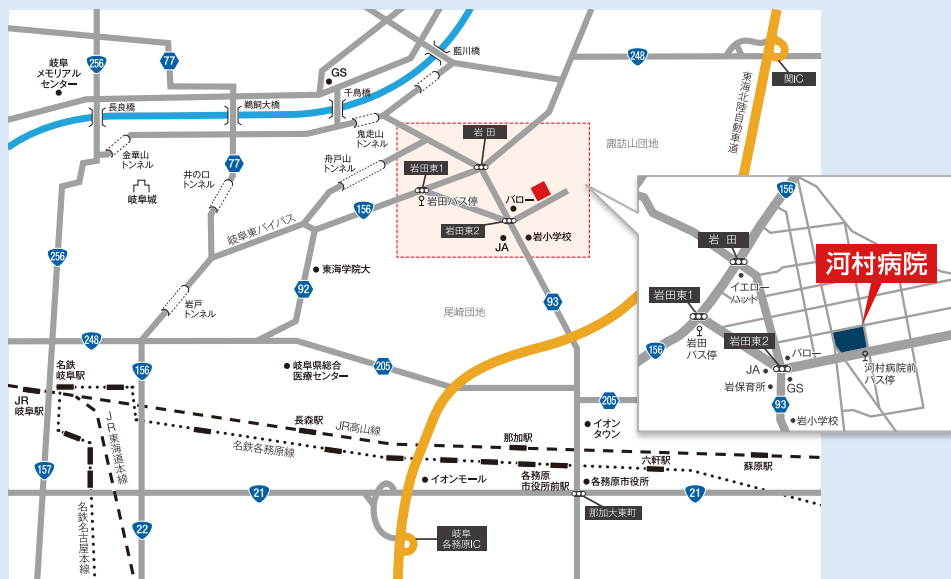 岐阜
メモリアル
センター
256
77
GS
藍川橋
248
関IC
東海北陸自動車道
長良橋
鵜飼大橋
千鳥橋
鬼走山
トンネル
岩田
諏訪山団地
金華山
トンネル
77
舟戸山
トンネル
岩田東1
井の口
トンネル
岐阜城
156
岩田バス停
バロー
岩田東2
JA
岩小学校
岐阜東バイパス
256
東海学院大
92
岩戸
トンネル
尾崎団地
93
248
156
名鉄
岐阜駅
岐阜県総合
医療センター
205
205
JR
岐阜駅
JR東海道本線
長森駅
JR高山線
名鉄各務原線
那加駅
イオン
タウン
六軒駅
蘇原駅
157
名鉄名古屋本線
21
イオンモール
各務原
市役所前駅
各務原市役所
21
22
岐阜
各務原IC
那加大東町
156
岩田
イエロー
ハット
河村病院
岩田東1
岩田
バス停
156
岩田東2
バロー
JA
岩保育所
GS
河村病院前
バス停
93
岩小学校